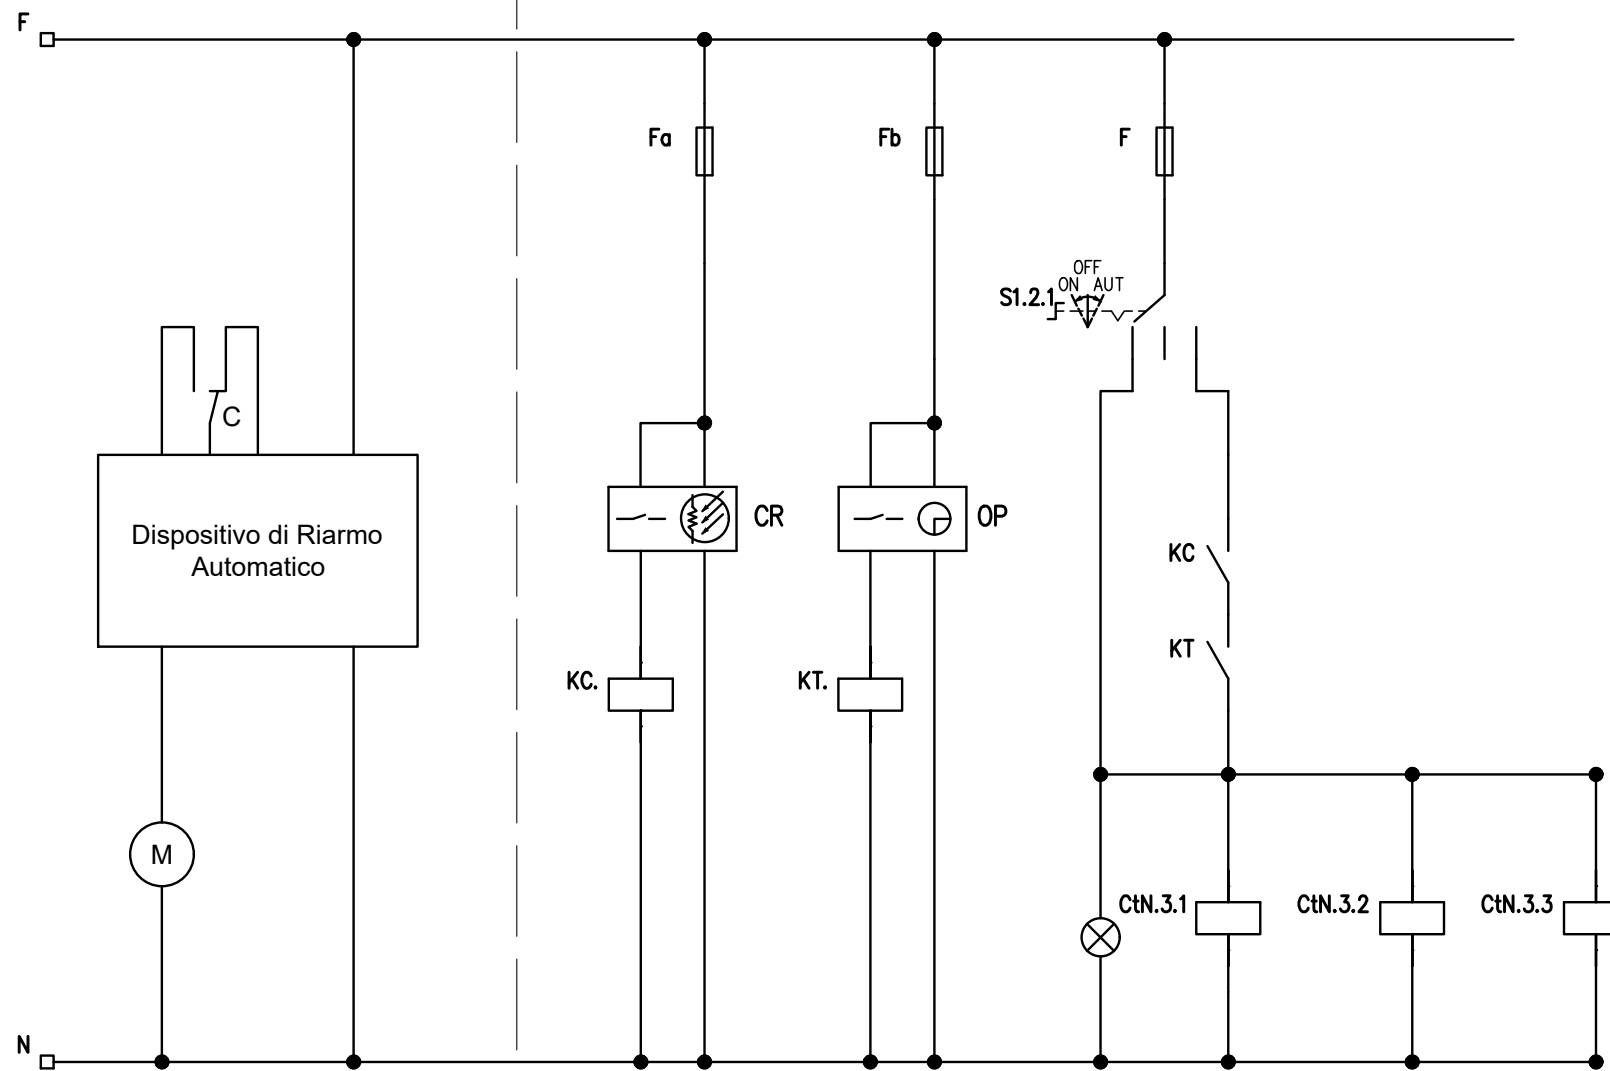 F
Fa
Fb
F
OFF
ON AUT
S1.2.1
C
Dispositivo di Riarmo
Automatico
CR
OP
KC
KT
KC.
KT.
M
CtN.3.1
CtN.3.2
CtN.3.3
N